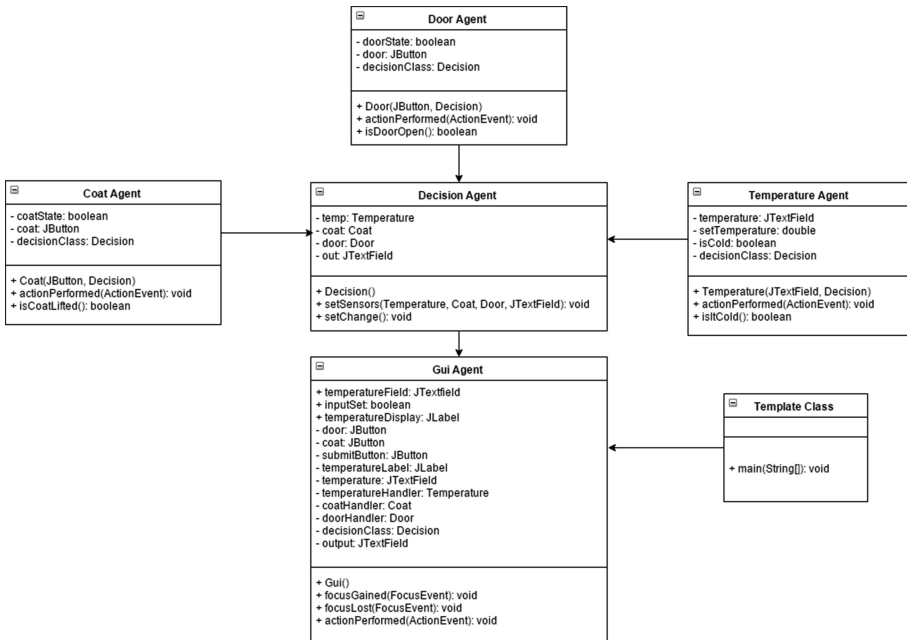 Door Agent
- doorState: boolean
- door: JButton
- decisionClass: Decision
+ Door(JButton, Decision)
+ actionPerformed(ActionEvent): void
+ isDoorOpen(): boolean
Coat Agent
- coatState: boolean
- coat: JButton
- decisionClass: Decision
+ Coat(JButton, Decision)
+ actionPerformed(ActionEvent): void
+ isCoatLifted(): boolean
Decision Agent
- temp: Temperature
- coat: Coat
- door: Door
- out: JTextField
+ Decision()
+ setSensors(Temperature, Coat, Door, JTextField): void
+ setChange(): void
Temperature Agent
- temperature: JTextField
- setTemperature: double
- isCold: boolean
- decisionClass: Decision
+ Temperature(JTextField, Decision)
+ actionPerformed(ActionEvent): void
+ isItCold(): boolean
Gui Agent
+ temperatureField: JTextfield
+ inputSet: boolean
+ temperatureDisplay: JLabel
- door: JButton
- coat: JButton
- submitButton: JButton
- temperatureLabel: JLabel
- temperature: JTextField
- temperatureHandler: Temperature
- coatHandler: Coat
- doorHandler: Door
- decisionClass: Decision
- output: JTextField
+ Gui()
+ focusGained(FocusEvent): void
+ focusLost(FocusEvent): void
+ actionPerformed(ActionEvent): void
Template Class
+ main(String[]): void